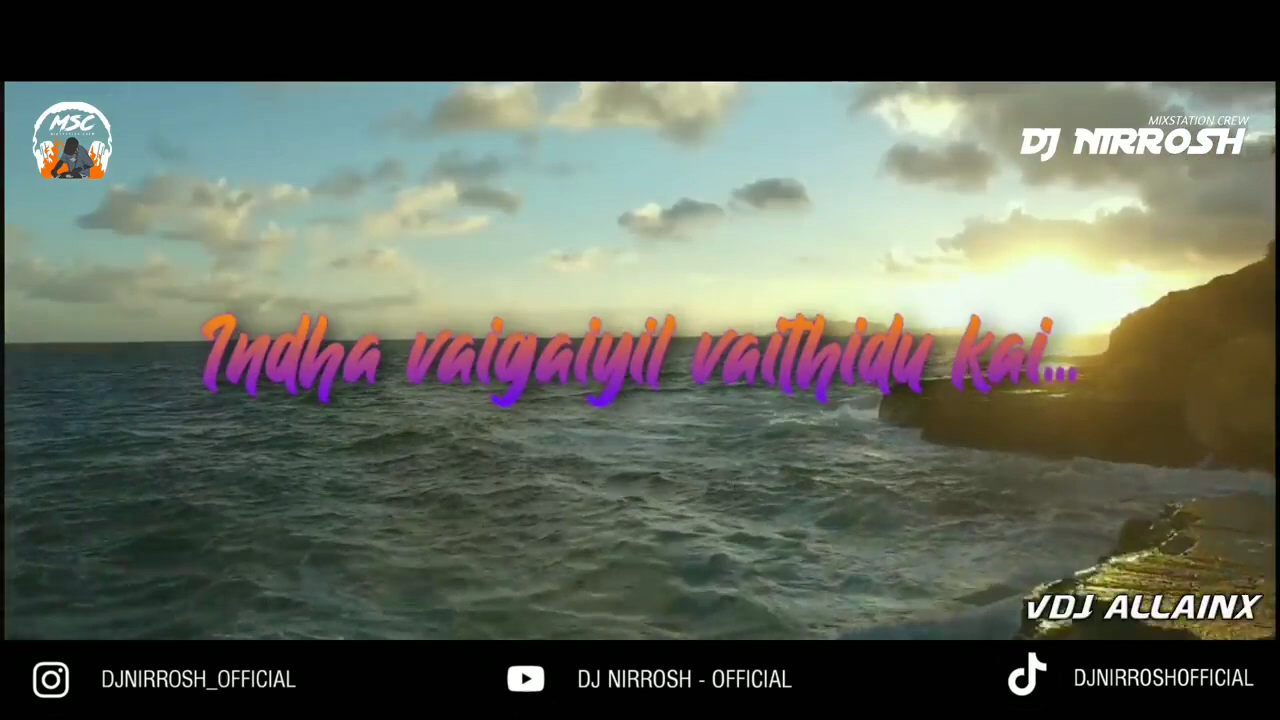 MSC
MIXSTATION CREW
DJ NIRROSH
Indha vaigaiyil vaithidu kai...
VDJ ALLAINX
DJNIRROSH_OFFICIAL
DJ NIRROSH - OFFICIAL
DJNIRROSHOFFICIAL